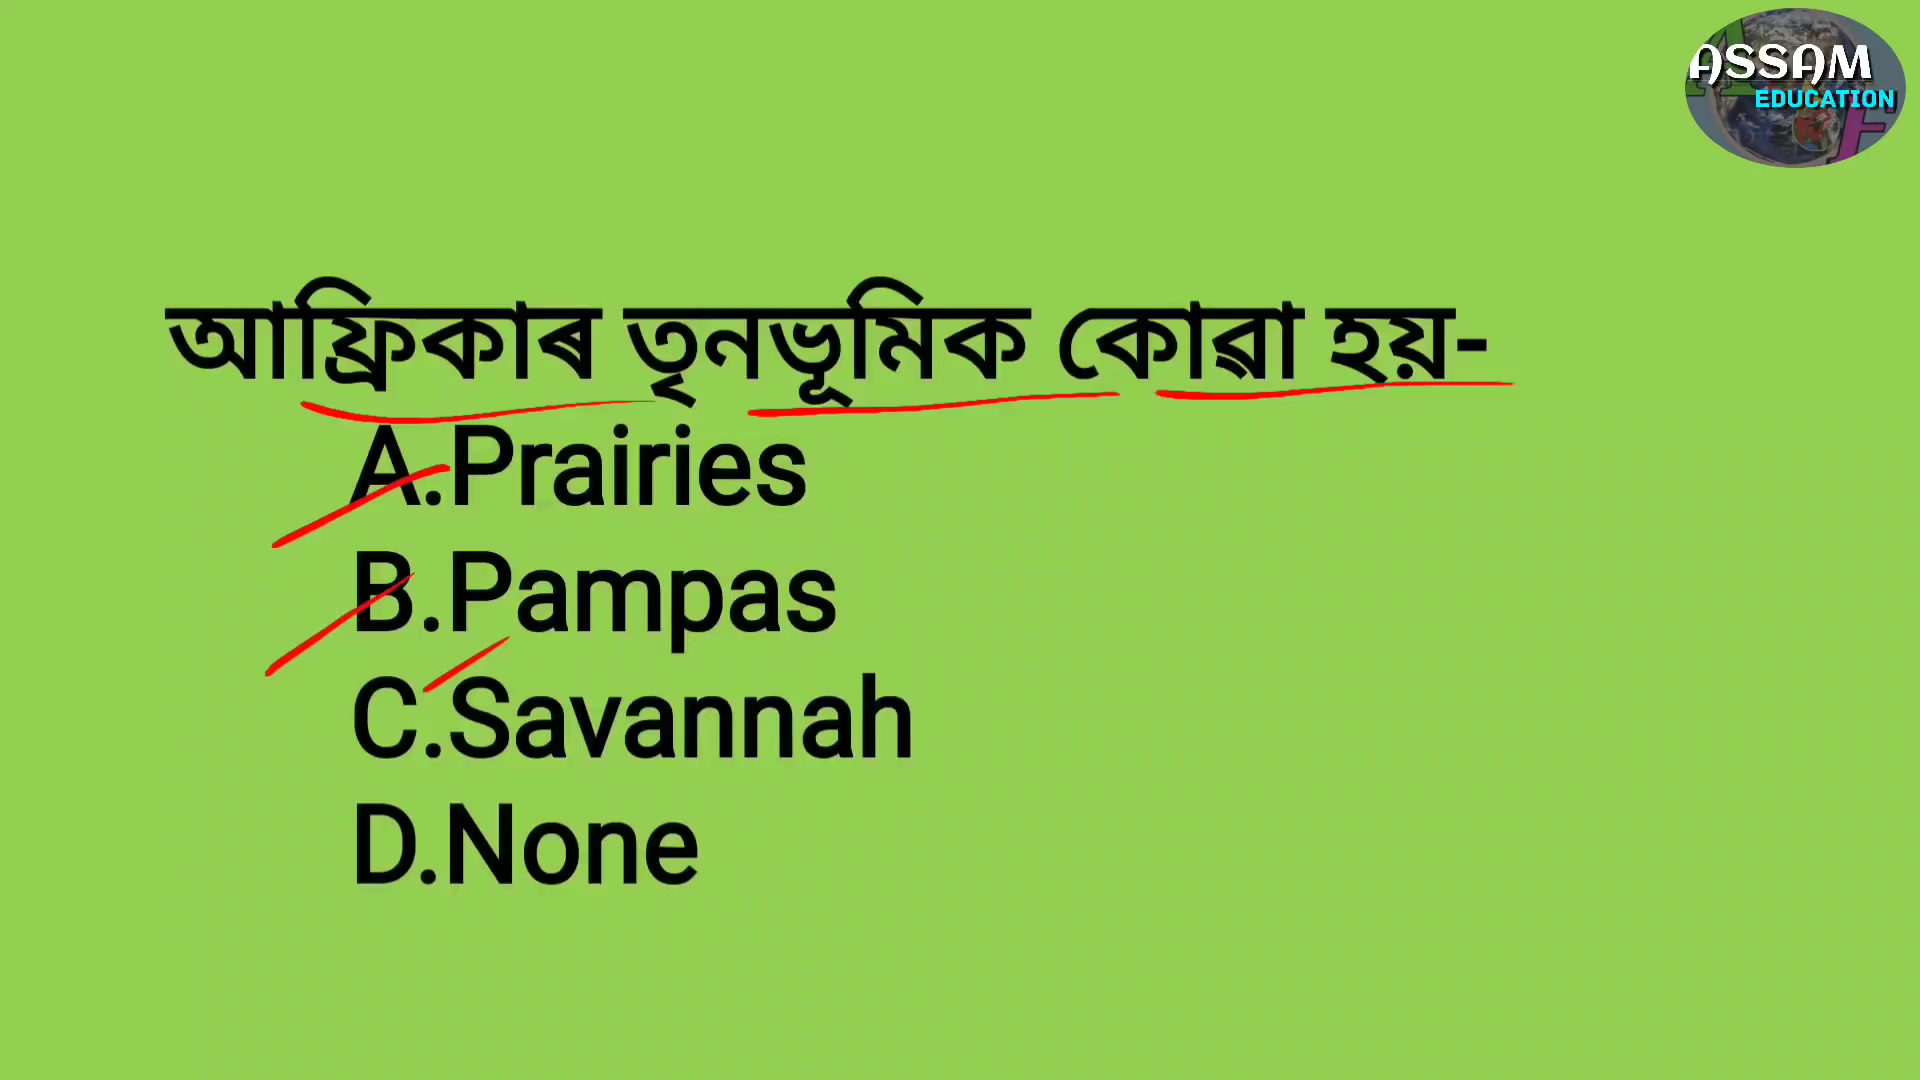 ASSAM
EDUCATION
আফ্ৰিকাৰ তৃনভূমিক কোৱা হয়-
A.Prairies
B.Pampas
C.Savannah
D.None